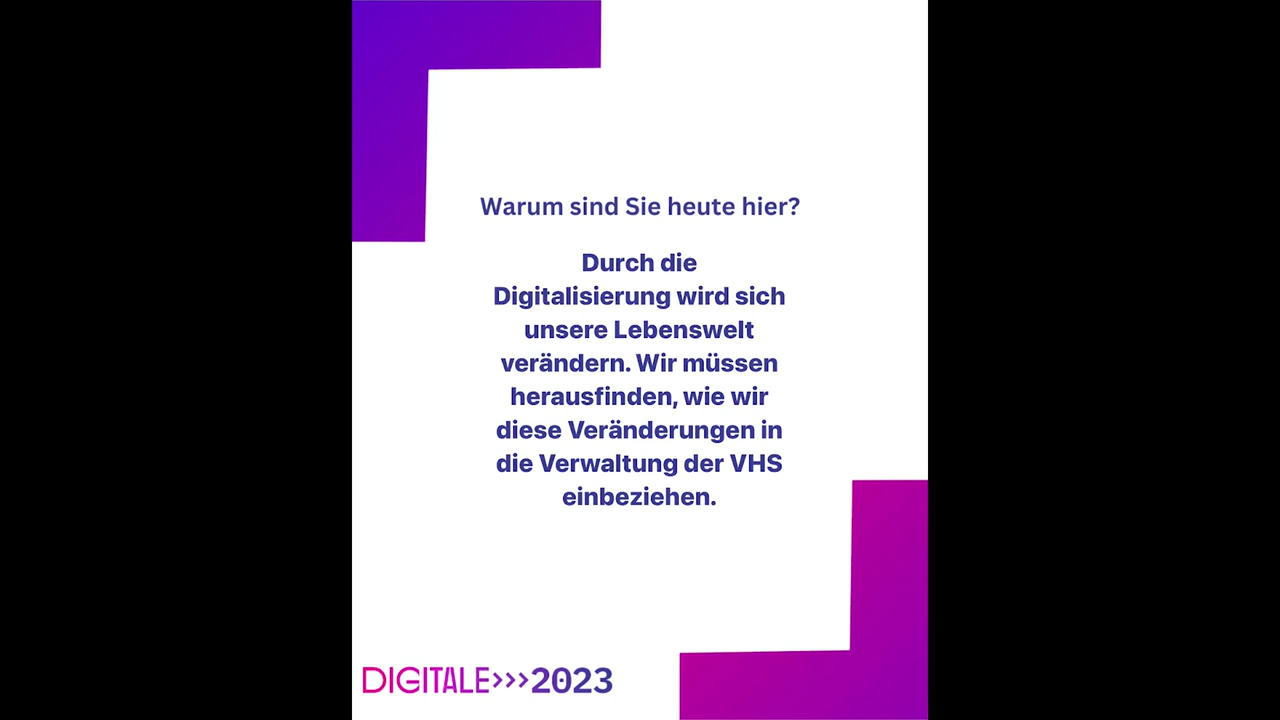 Warum sind Sie heute hier?
Durch die
Digitalisierung wird sich
unsere Lebenswelt
verändern. Wir müssen
herausfinden, wie wir
diese Veränderungen in
die Verwaltung der VHS
einbeziehen.
DIGITALE>>>2023